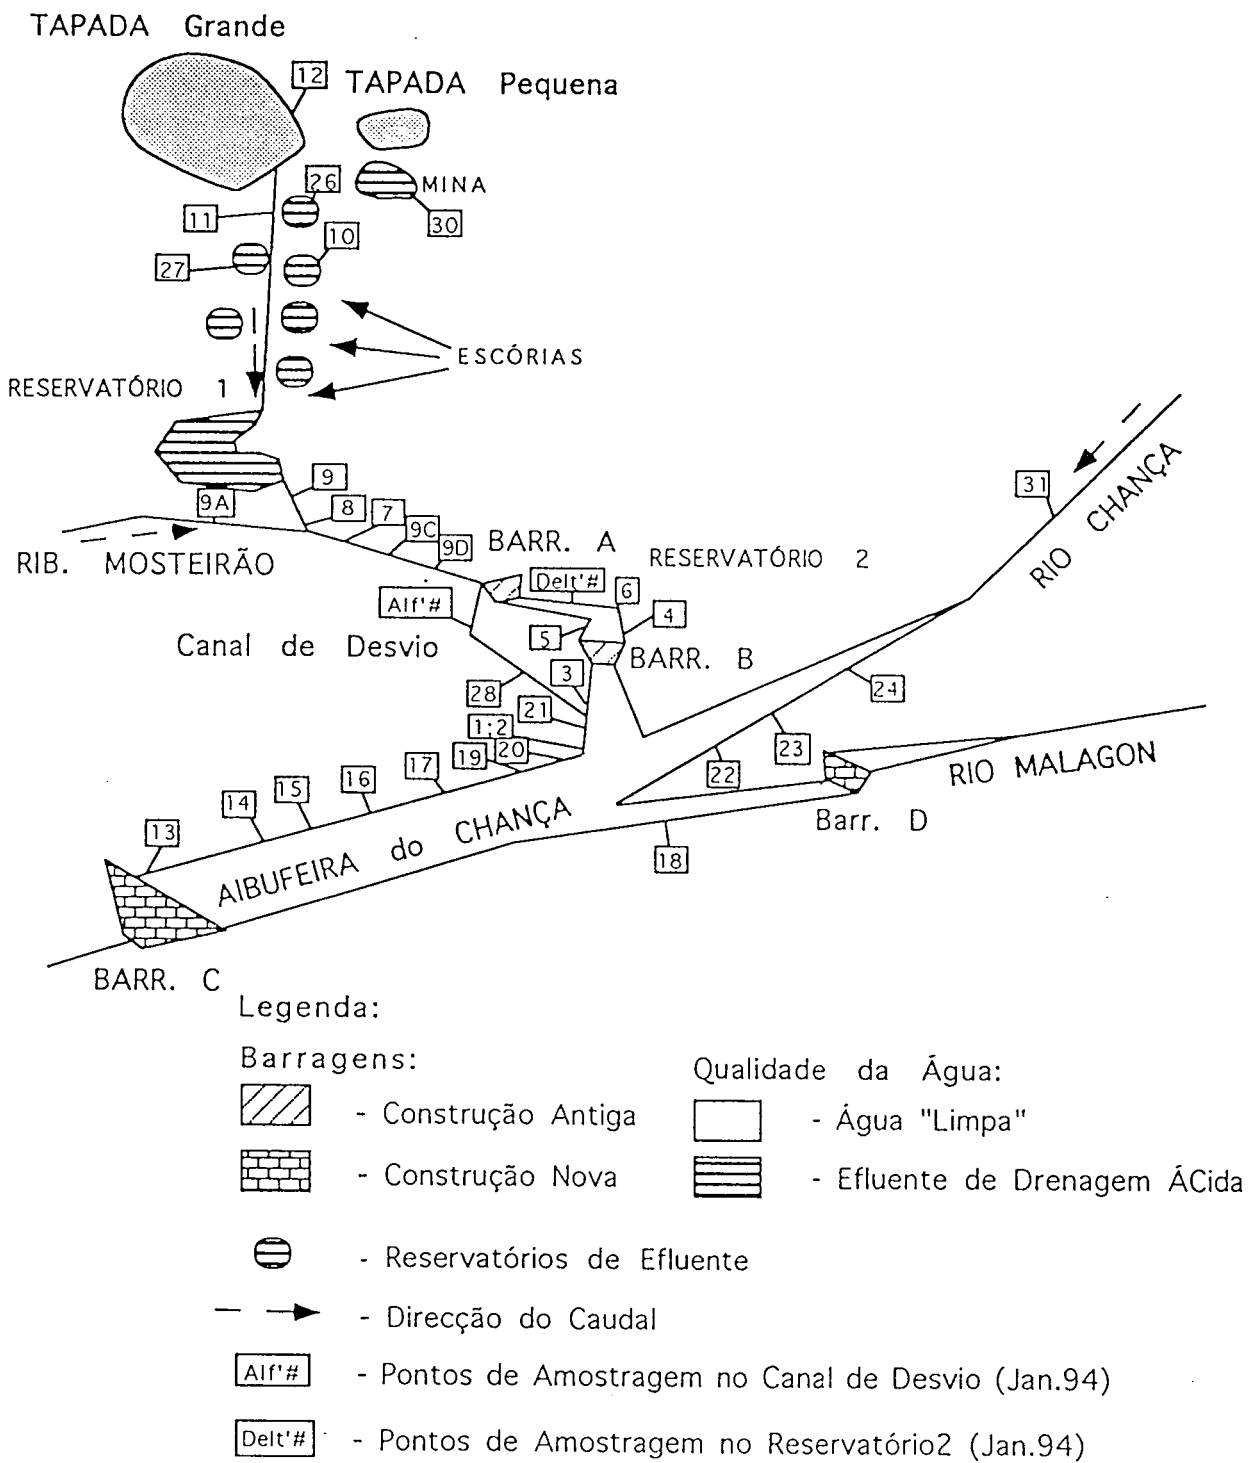 TAPADA Grande
12
TAPADA Pequena
26
MINA
11
30
10
27
ESCÓRIAS
RESERVATÓRIO 1
9
31
RIO CHANÇA
9A
8
7
9C
9D
BARR. A
RESERVATÓRIO 2
RIB. MOSTEIRÃO
Delt'#
6
Alf'#
4
5
Canal de Desvio
BARR. B
3
28
24
21
1:2
23
20
19
22
RIO MALAGON
17
16
15
14
13
AIBUFEIRA do CHANÇA
Barr. D
18
BARR. C
Legenda:
Barragens:
Qualidade da Água:
- Construção Antiga
- Água "Limpa"
- Construção Nova
- Efluente de Drenagem ÁCida
- Reservatórios de Efluente
- Direcção do Caudal
Alf'# - Pontos de Amostragem no Canal de Desvio (Jan.94)
Delt'# - Pontos de Amostragem no Reservatório2 (Jan.94)